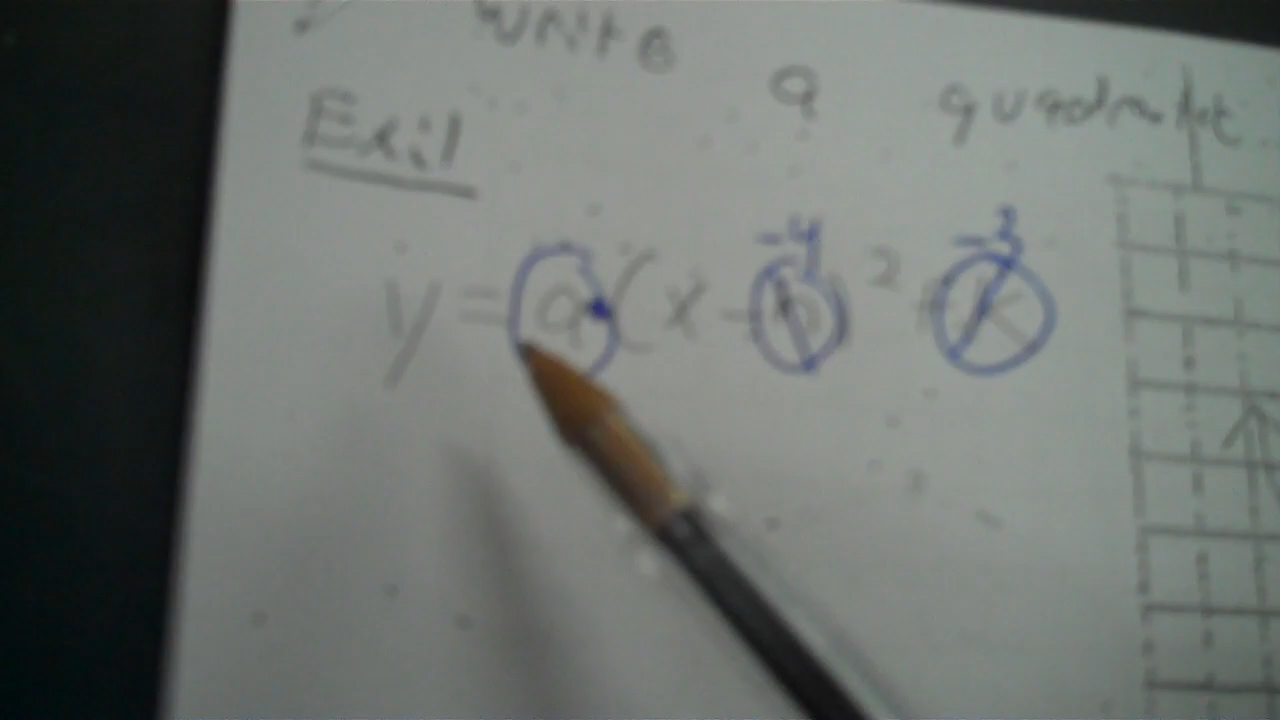 Write a quadratic
Ex:1
-4 -3
y = a(x - h)² + k